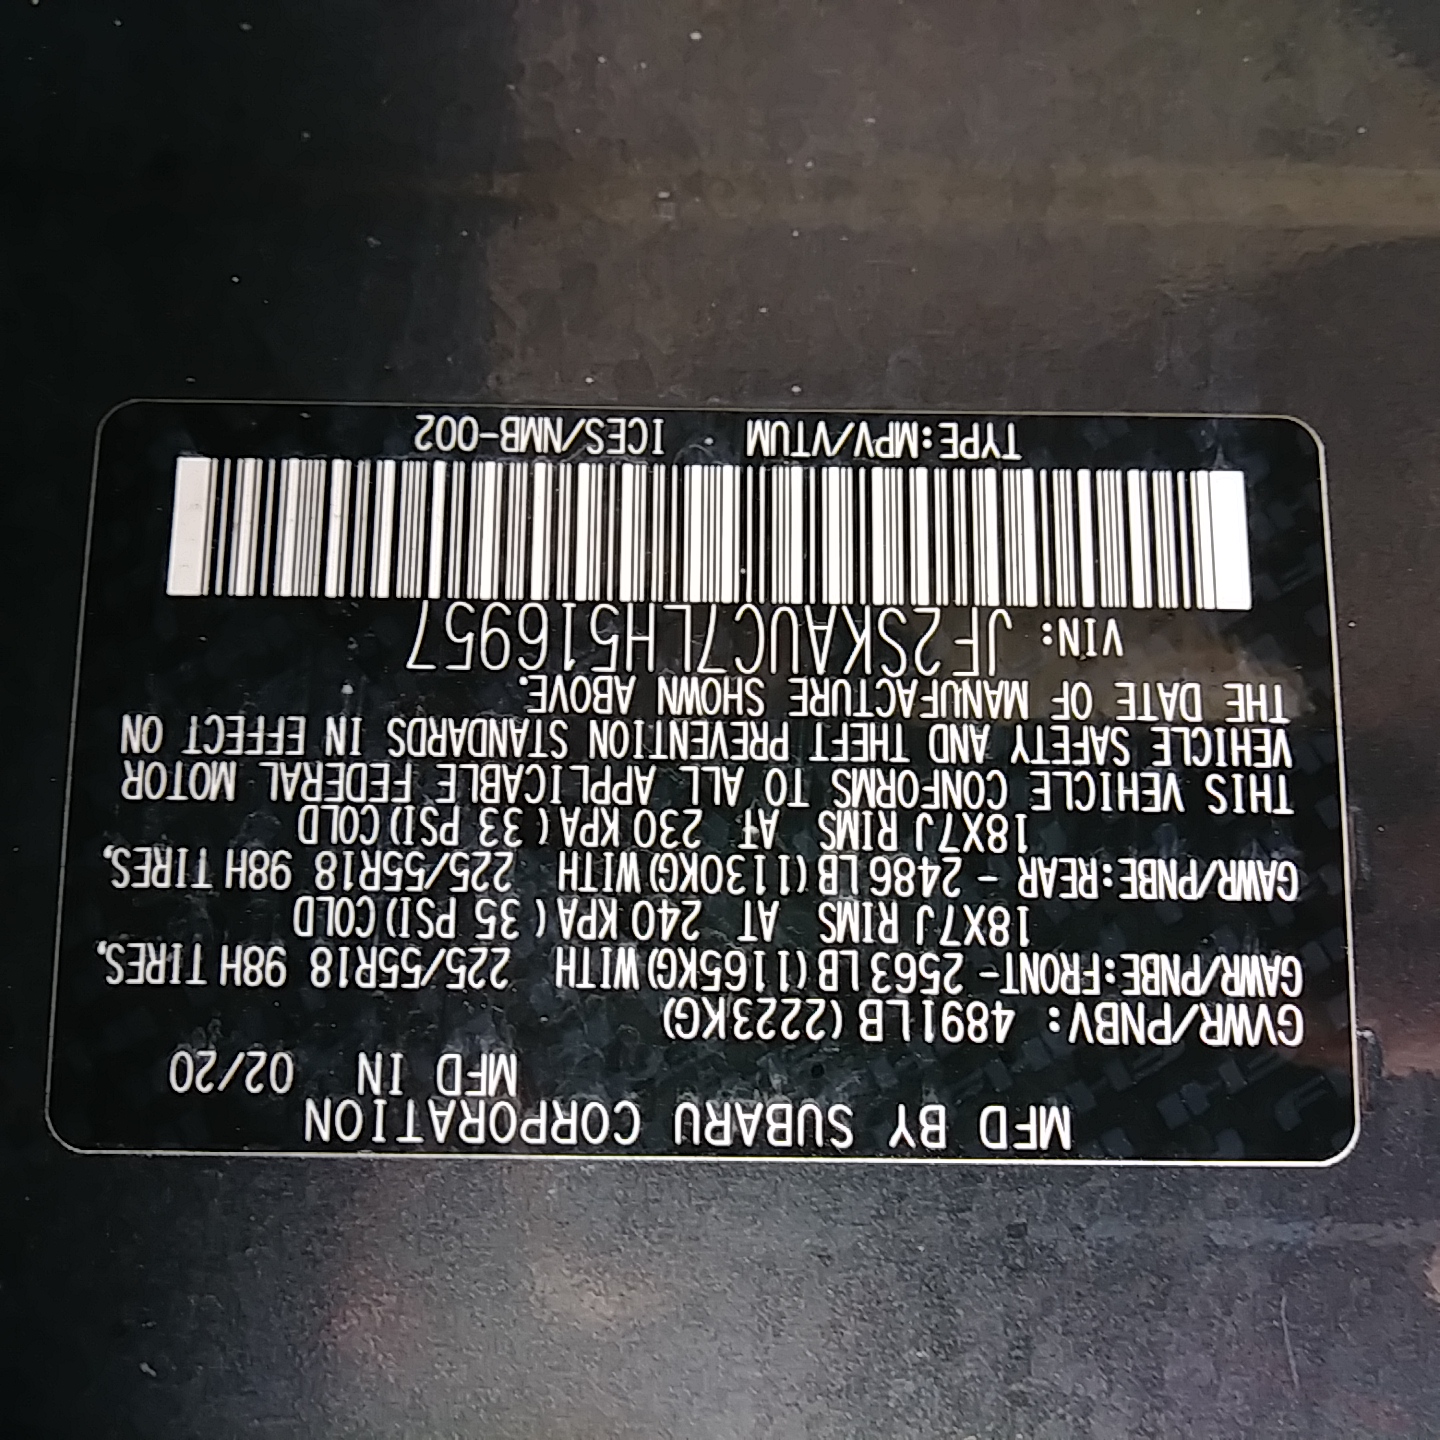 MFD BY SUBARU CORPORATION
MFD IN 02/20
GVWR/PNBV: 4891LB (2223KG)
GAWR/PNBE:FRONT- 2563LB (1165KG) WITH 225/55R18 98H TIRES,
18X7J RIMS AT 240 KPA ( 35 PSI) COLD
GAWR/PNBE:REAR - 2486LB (1130KG) WITH 225/55R18 98H TIRES,
18X7J RIMS AT 230 KPA ( 33 PSI) COLD
THIS VEHICLE CONFORMS TO ALL APPLICABLE FEDERAL MOTOR
VEHICLE SAFETY AND THEFT PREVENTION STANDARDS IN EFFECT ON
THE DATE OF MANUFACTURE SHOWN ABOVE.
VIN: JF2SKAUC7LH516957
TYPE:MPV/VTUM ICES/NMB-002